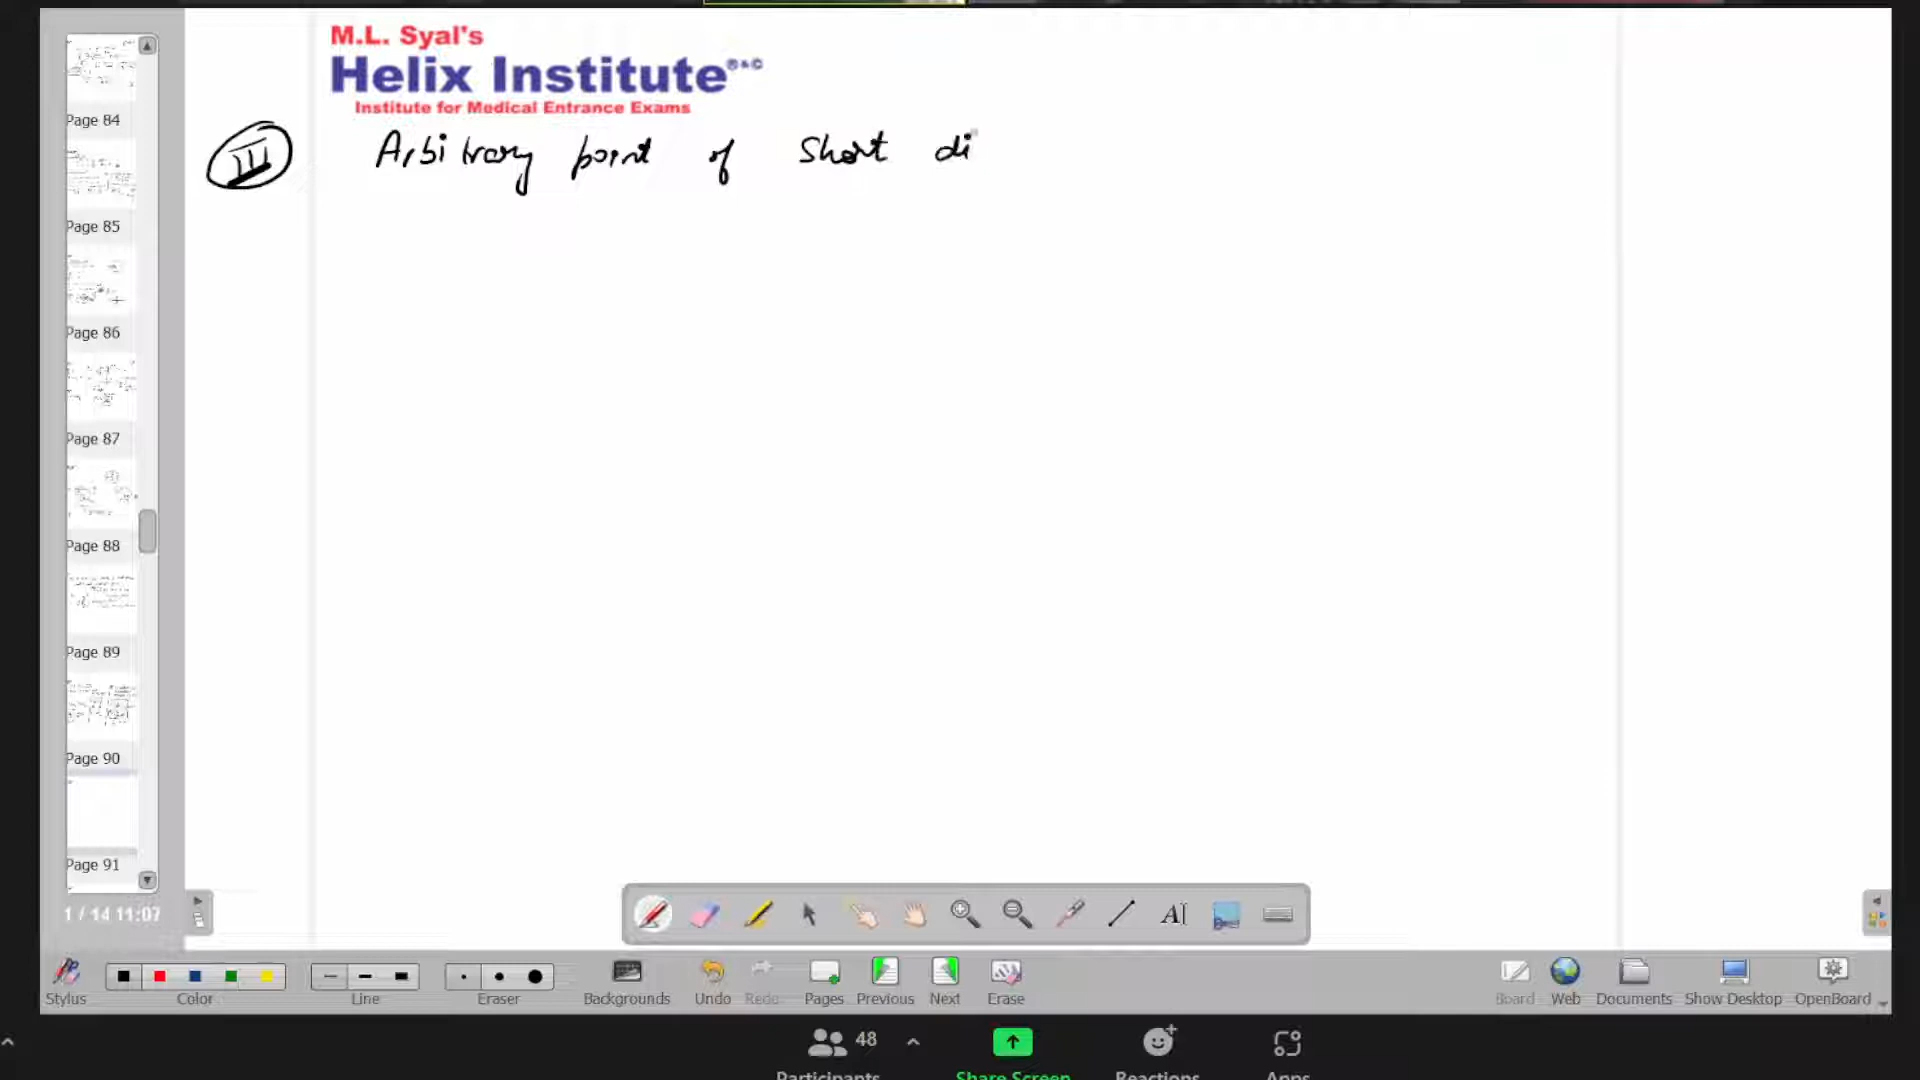 M.L. Syal's
Helix Institute®&©
Institute for Medical Entrance Exams
III Arbitrary point of Short di
Page 84
Page 85
Page 86
Page 87
Page 88
Page 89
Page 90
Page 91
1 / 14 11:07
Stylus
Color
Line
Eraser
Backgrounds
Undo
Redo
Pages
Previous
Next
Erase
Board
Web
Documents
Show Desktop
OpenBoard
48
Participants
Share Screen
Reactions
Apps